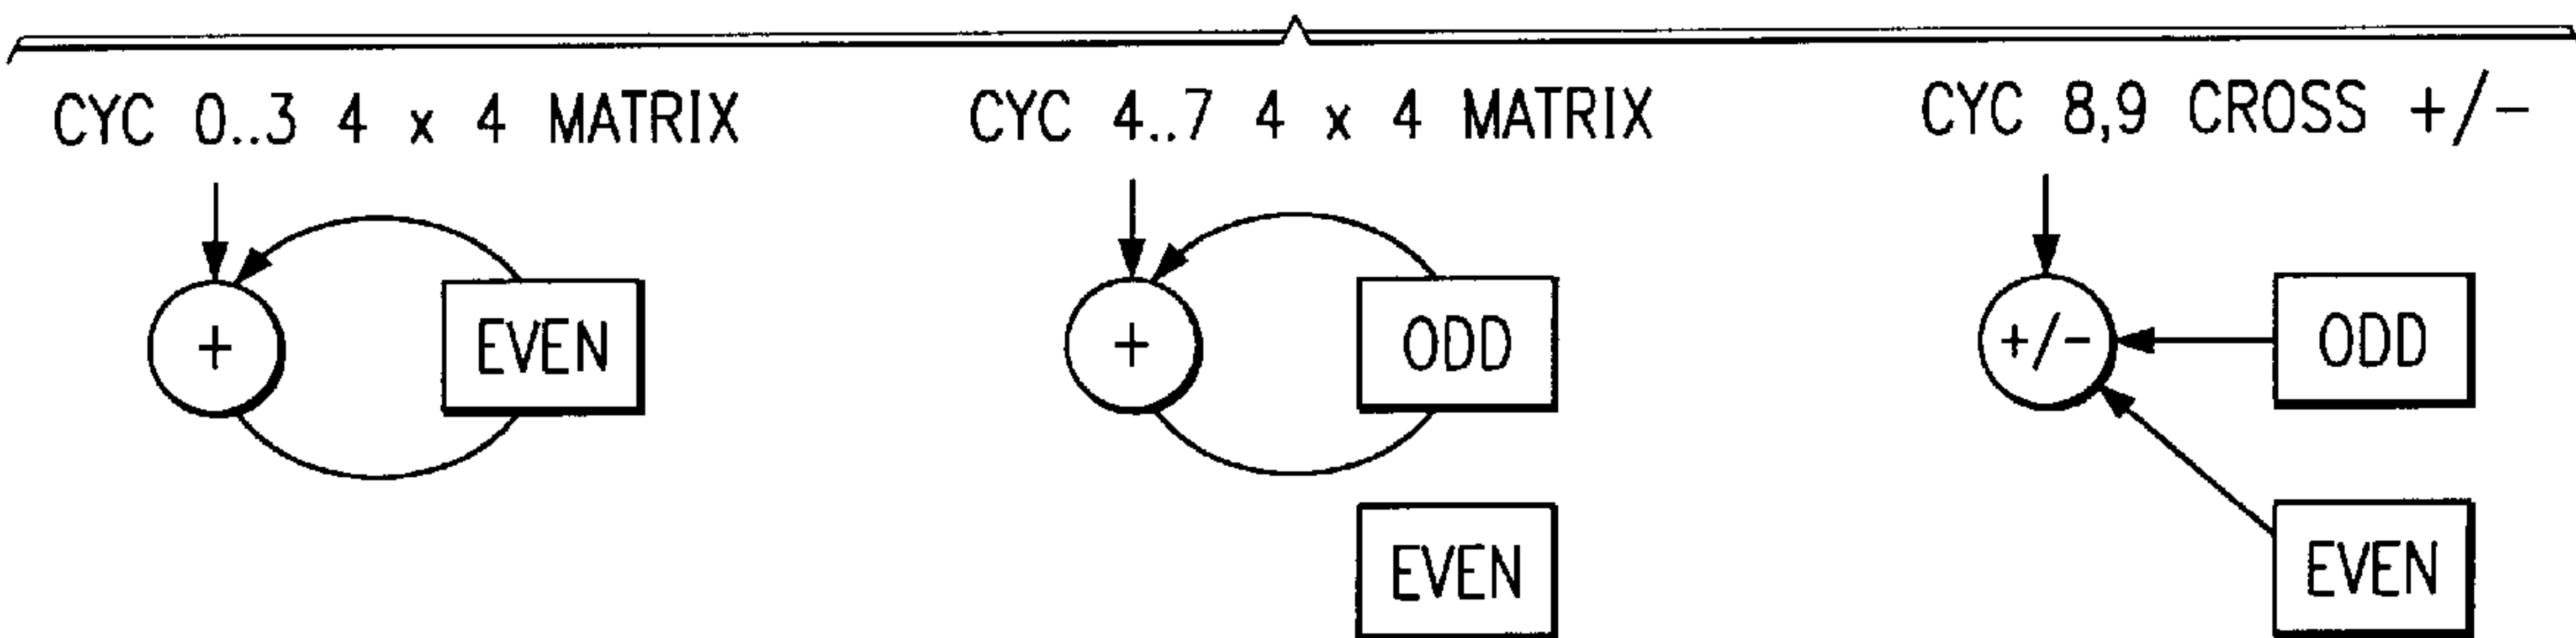 CYC 0..3 4 x 4 MATRIX
+
EVEN
CYC 4..7 4 x 4 MATRIX
+
ODD
EVEN
CYC 8,9 CROSS +/-
+/-
ODD
EVEN